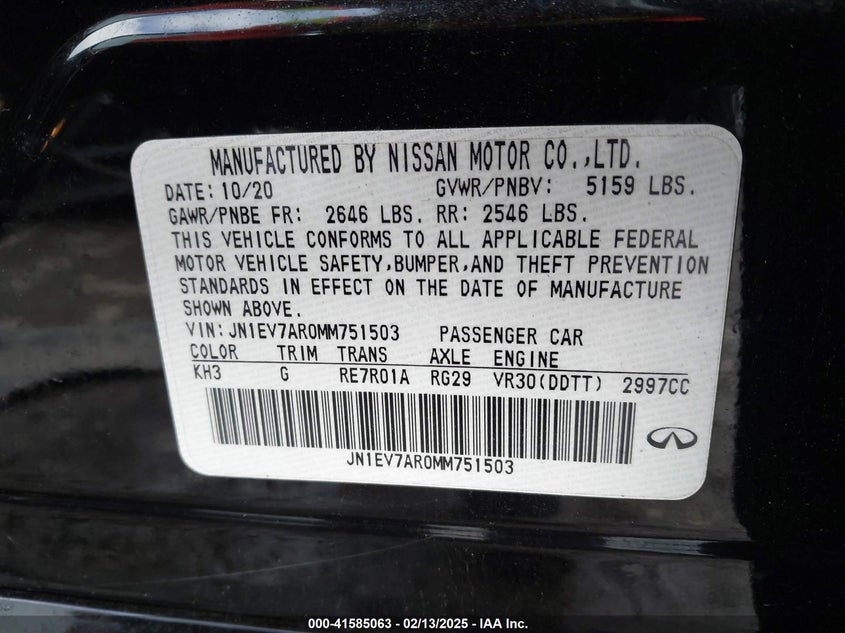 MANUFACTURED BY NISSAN MOTOR CO.,LTD.
DATE: 10/20 GVWR/PNBV: 5159 LBS.
GAWR/PNBE FR: 2646 LBS. RR: 2546 LBS.
THIS VEHICLE CONFORMS TO ALL APPLICABLE FEDERAL
MOTOR VEHICLE SAFETY,BUMPER,AND THEFT PREVENTION
STANDARDS IN EFFECT ON THE DATE OF MANUFACTURE
SHOWN ABOVE.
VIN: JN1EV7AR0MM751503 PASSENGER CAR
COLOR TRIM TRANS AXLE ENGINE
KH3 G RE7R01A RG29 VR30(DDTT) 2997CC
JN1EV7AR0MM751503
000-41585063 - 02/13/2025 - IAA Inc.